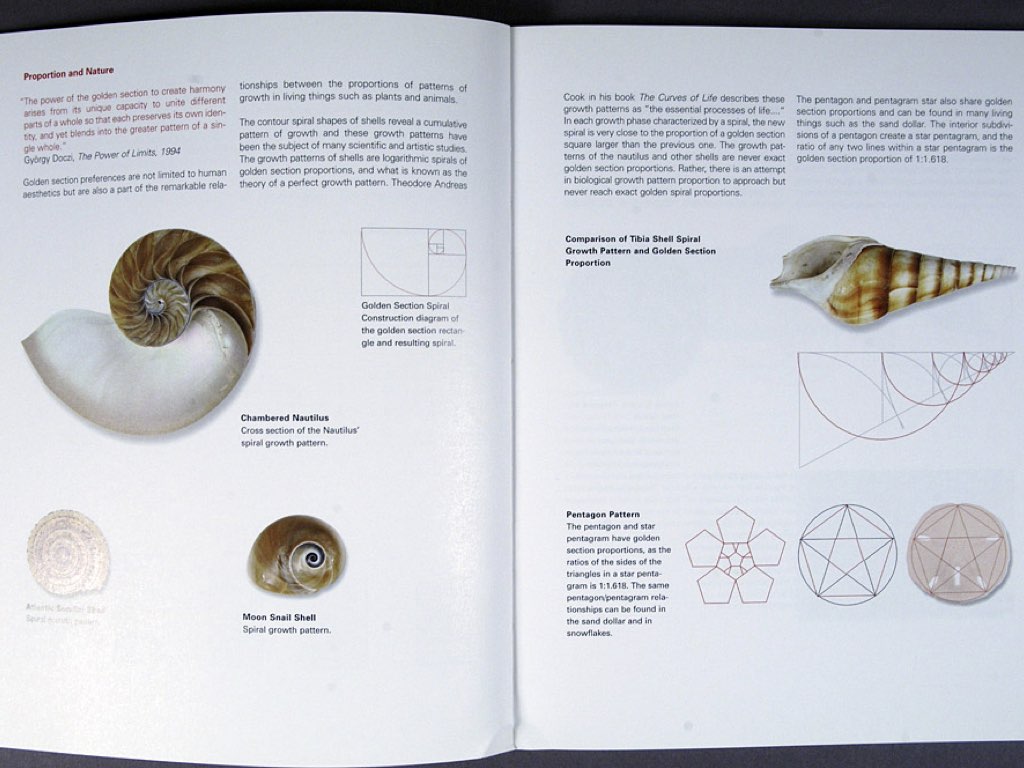 Proportion and Nature
"The power of the golden section to create harmony
arises from its unique capacity to unite different
parts of a whole so that each preserves its own iden-
tity, and yet blends into the greater pattern of a sin-
gle whole."
György Doczi, The Power of Limits, 1994
Golden section preferences are not limited to human
aesthetics but are also a part of the remarkable rela-
tionships between the proportions of patterns of
growth in living things such as plants and animals.
The contour spiral shapes of shells reveal a cumulative
pattern of growth and these growth patterns have
been the subject of many scientific and artistic studies.
The growth patterns of shells are logarithmic spirals of
golden section proportions, and what is known as the
theory of a perfect growth pattern. Theodore Andreas
Golden Section Spiral
Construction diagram of
the golden section rectan-
gle and resulting spiral.
Chambered Nautilus
Cross section of the Nautilus'
spiral growth pattern.
Atlantic Sundial Shell
Spiral growth pattern.
Moon Snail Shell
Spiral growth pattern.
Cook in his book The Curves of Life describes these
growth patterns as "the essential processes of life...."
In each growth phase characterized by a spiral, the new
spiral is very close to the proportion of a golden section
square larger than the previous one. The growth pat-
terns of the nautilus and other shells are never exact
golden section proportions. Rather, there is an attempt
in biological growth pattern proportion to approach but
never reach exact golden spiral proportions.
The pentagon and pentagram star also share golden
section proportions and can be found in many living
things such as the sand dollar. The interior subdivi-
sions of a pentagon create a star pentagram, and the
ratio of any two lines within a star pentagram is the
golden section proportion of 1:1.618.
Comparison of Tibia Shell Spiral
Growth Pattern and Golden Section
Proportion
Pentagon Pattern
The pentagon and star
pentagram have golden
section proportions, as the
ratios of the sides of the
triangles in a star penta-
gram is 1:1.618. The same
pentagon/pentagram rela-
tionships can be found in
the sand dollar and in
snowflakes.